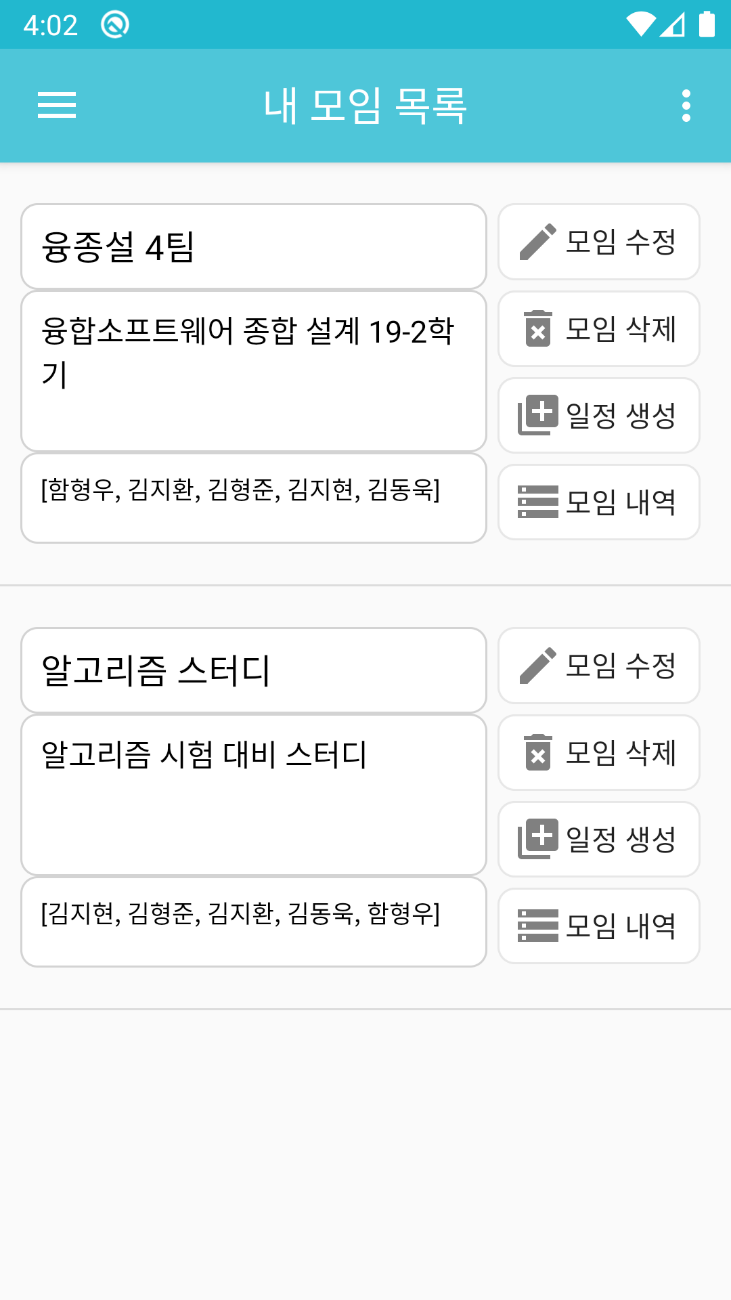 4:02
내 모임 목록
융종설 4팀
융합소프트웨어 종합 설계 19-2학
기
[함형우, 김지환, 김형준, 김지현, 김동욱]
모임 수정
모임 삭제
일정 생성
모임 내역
알고리즘 스터디
알고리즘 시험 대비 스터디
[김지현, 김형준, 김지환, 김동욱, 함형우]
모임 수정
모임 삭제
일정 생성
모임 내역